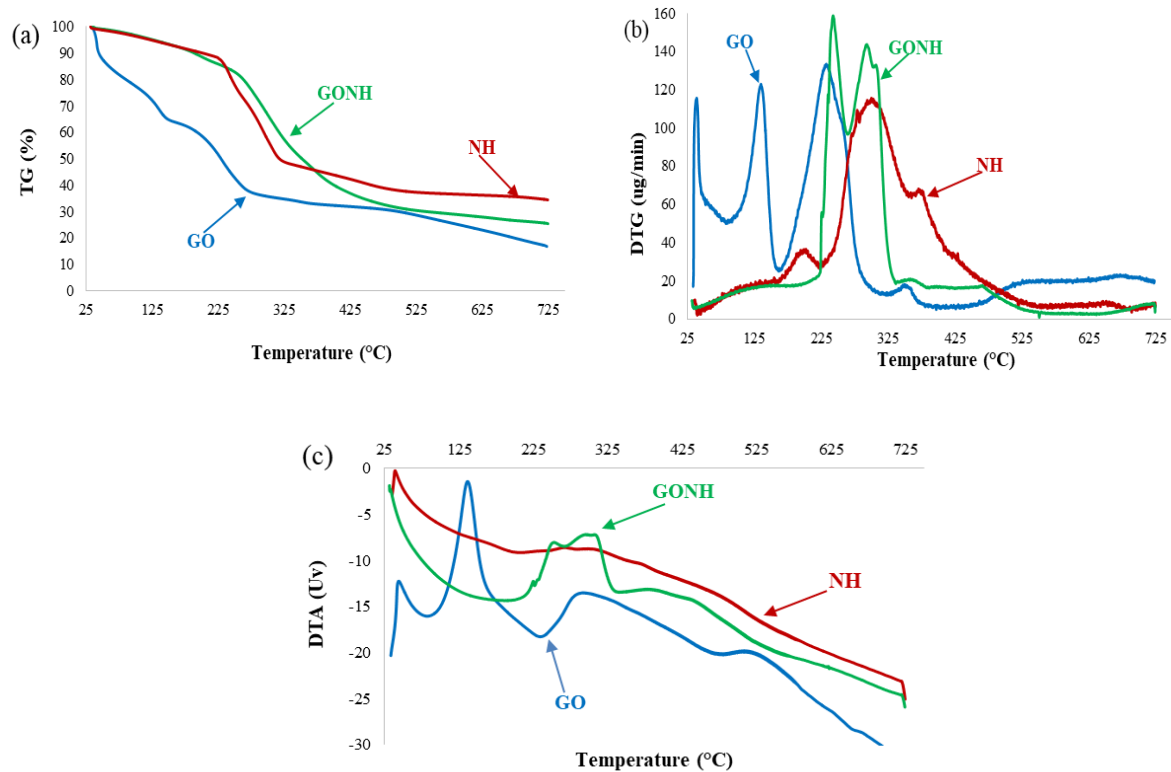 (a)
TG (%)
100
90
80
70
60
50
40
30
20
10
0
GONH
NH
GO
25 125 225 325 425 525 625 725
Temperature (°C)
(b)
DTG (ug/min)
160
140
120
100
80
60
40
20
0
GO
GONH
NH
25 125 225 325 425 525 625 725
Temperature (°C)
(c)
25 125 225 325 425 525 625 725
DTA (Uv)
0
-5
-10
-15
-20
-25
-30
GONH
NH
GO
Temperature (°C)